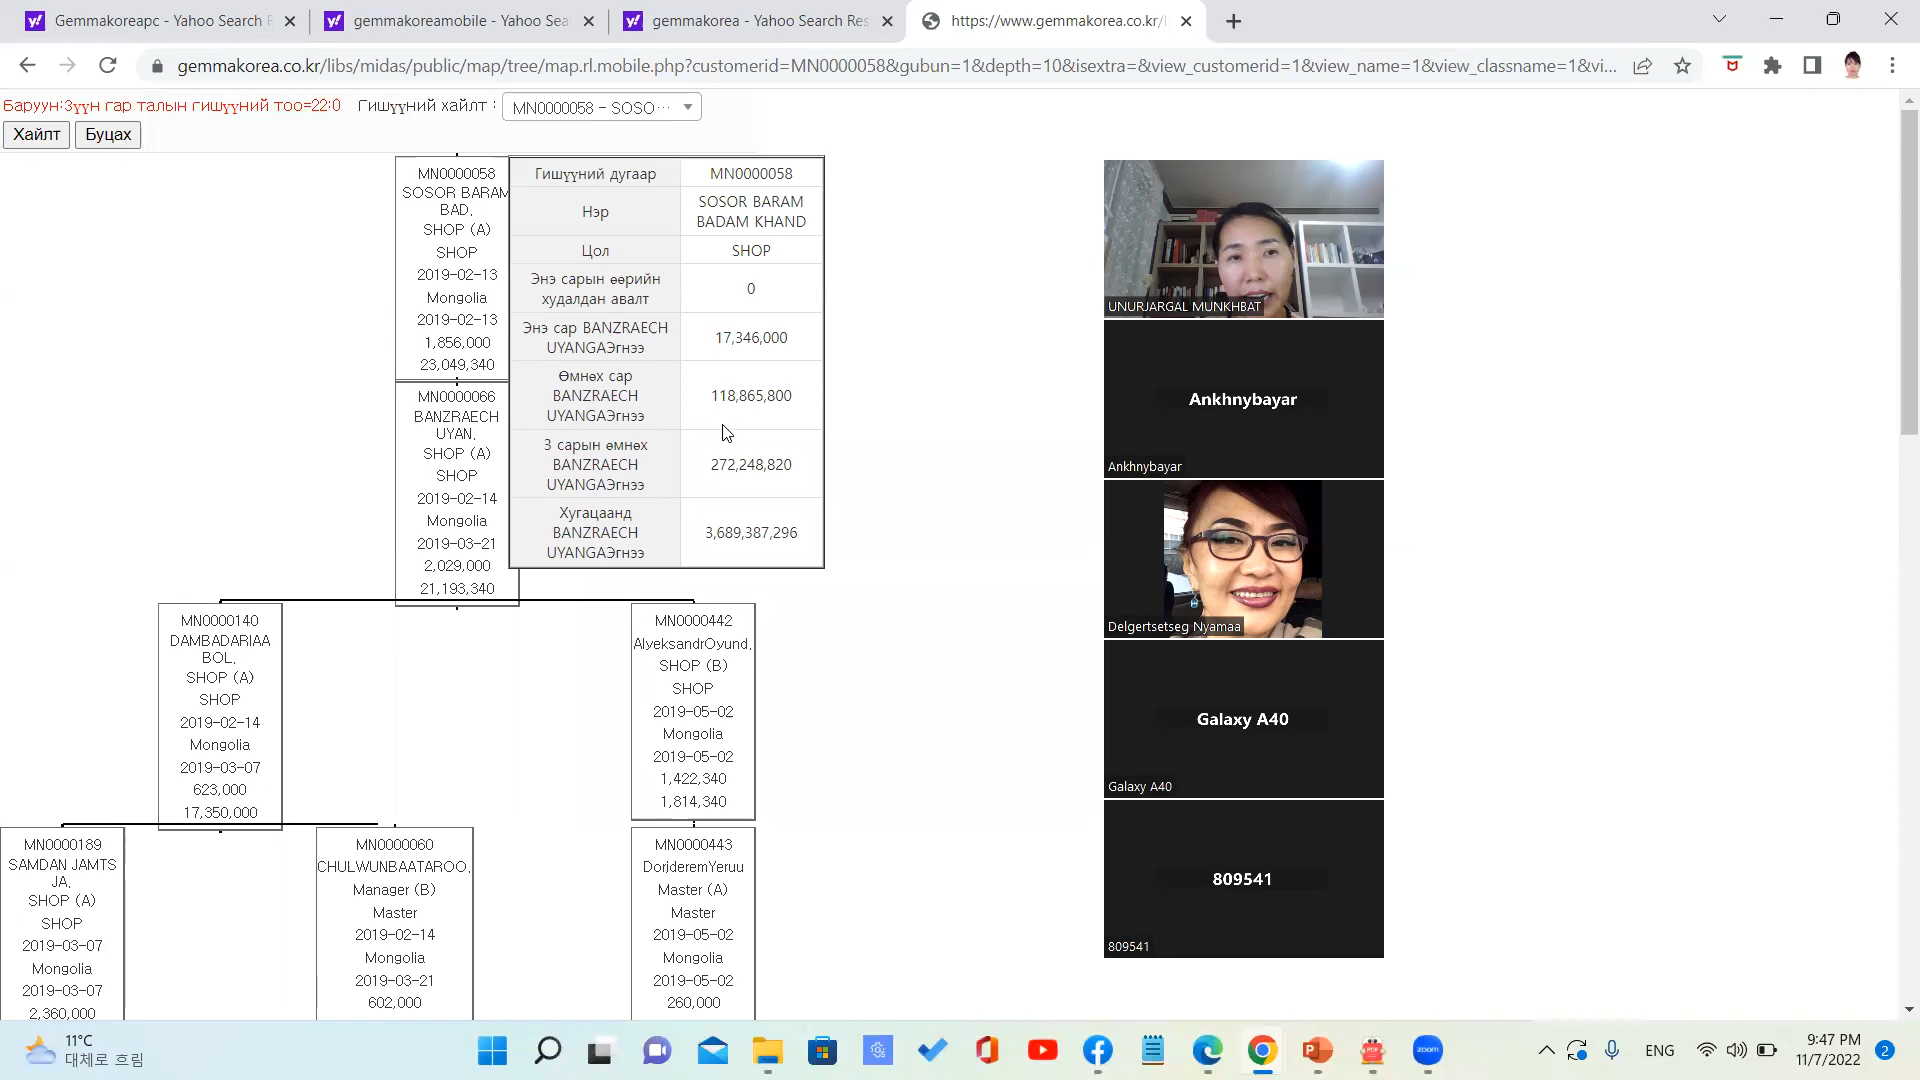 Gemmakoreapc - Yahoo Search R
gemmakoreamobile - Yahoo Sea
gemmakorea - Yahoo Search Res
https://www.gemmakorea.co.kr/l
gemmakorea.co.kr/libs/midas/public/map/tree/map.rl.mobile.php?customerid=MN0000058&gubun=1&depth=10&isextra=&view_customerid=1&view_name=1&view_classname=1&vi...
Баруун:Зүүн гар талын гишүүний тоо=22:0
Гишүүний хайлт :
MN0000058 - SOSO ···
Хайлт
Буцах
MN0000058
SOSOR BARAM
BAD.
SHOP (A)
SHOP
2019-02-13
Mongolia
2019-02-13
1,856,000
23,049,340
Гишүүний дугаар
MN0000058
Нэр
SOSOR BARAM
BADAM KHAND
Цол
SHOP
Энэ сарын өөрийн
худалдан авалт
0
Энэ сар BANZRAECH
UYANGAЭгнээ
17,346,000
Өмнөх сар
BANZRAECH
UYANGAЭгнээ
118,865,800
3 сарын өмнөх
BANZRAECH
UYANGAЭгнээ
272,248,820
Хугацаанд
BANZRAECH
UYANGAЭгнээ
3,689,387,296
MN0000066
BANZRAECH
UYAN.
SHOP (A)
SHOP
2019-02-14
Mongolia
2019-03-21
2,029,000
21,193,340
MN0000140
DAMBADARIAA
BOL.
SHOP (A)
SHOP
2019-02-14
Mongolia
2019-03-07
623,000
17,350,000
MN0000442
AlyeksandrOyund.
SHOP (B)
SHOP
2019-05-02
Mongolia
2019-05-02
1,422,340
1,814,340
MN0000189
SAMDAN JAMTS
JA.
SHOP (A)
SHOP
2019-03-07
Mongolia
2019-03-07
2,360,000
MN0000060
CHULWUNBAATAROO.
Manager (B)
Master
2019-02-14
Mongolia
2019-03-21
602,000
MN0000443
DorideremYeruu
Master (A)
Master
2019-05-02
Mongolia
2019-05-02
260,000
UNURJARGAL MUNKHBAT
Ankhnybayar
Ankhnybayar
Delgertsetseg Nyamaa
Galaxy A40
Galaxy A40
809541
809541
11°C
대체로 흐림
zoom
ENG
9:47 PM
11/7/2022
2